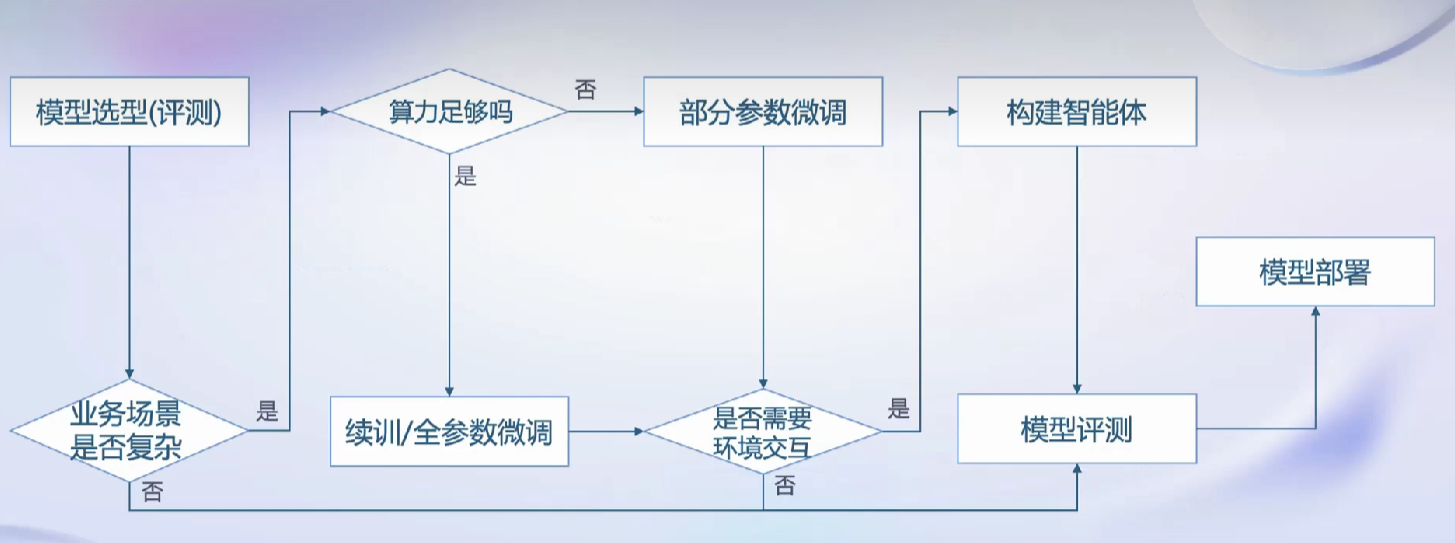 模型选型(评测)
算力足够吗
否
部分参数微调
构建智能体
是
模型部署
业务场景
是否复杂
是
续训/全参数微调
是否需要
环境交互
是
模型评测
否
否